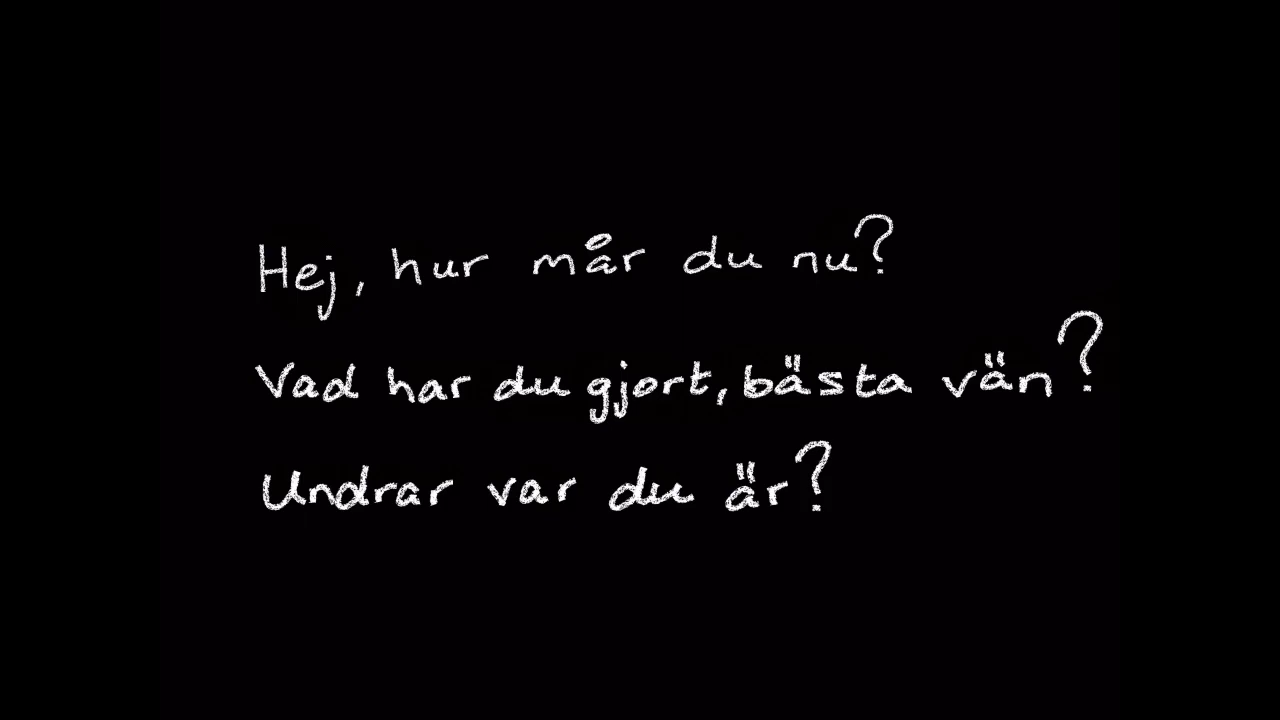 Hej, hur mår du nu?
Vad har du gjort, bästa vän?
Undrar var du är?